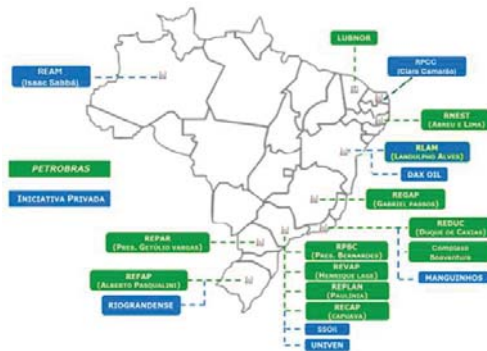 LUBNOR
REAM
(Isaac Sabbá)
RPCC
(Clara Camarão)
RNEST
(Abreu e Lima)
RLAM
(Landulpho Alves)
DAX OIL
PETROBRAS
INICIATIVA PRIVADA
REGAP
(Gabriel passos)
REDUC
(Duque de Caxias)
REPAR
(Pres. Getúlio vargas)
RPBC
(Pres. Bernardes)
Complexo
Boaventura
REVAP
(Henrique lage)
REFAP
(Alberto Pasqualini)
REPLAN
(Paulínia)
MANGUINHOS
RECAP
(capuava)
RIOGRANDENSE
SSOil
UNIVEN